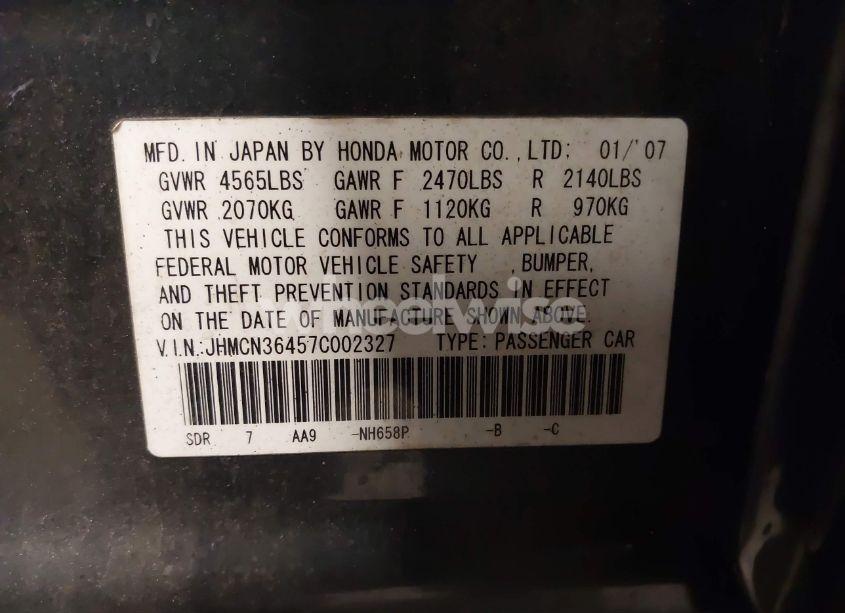 MFD. IN JAPAN BY HONDA MOTOR CO., LTD; 01/'07
GVWR 4565LBS GAWR F 2470LBS R 2140LBS
GVWR 2070KG GAWR F 1120KG R 970KG
THIS VEHICLE CONFORMS TO ALL APPLICABLE
FEDERAL MOTOR VEHICLE SAFETY , BUMPER,
AND THEFT PREVENTION STANDARDS IN EFFECT
ON THE DATE OF MANUFACTURE SHOWN ABOVE.
V.I.N.:JHMCN36457C002327 TYPE: PASSENGER CAR
SDR 7 AA9 -NH658P -B -C